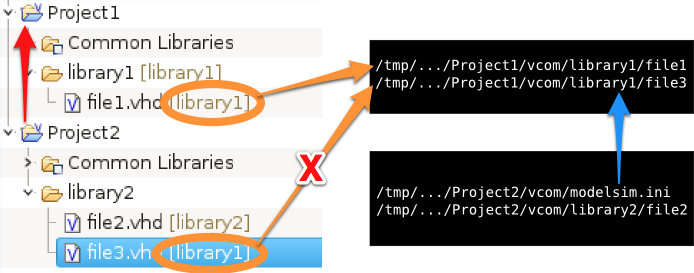 Project1
Common Libraries
library1 [library1]
file1.vhd [library1]
Project2
Common Libraries
library2
file2.vhd [library2]
file3.vhd [library1]
X
/tmp/.../Project1/vcom/library1/file1
/tmp/.../Project1/vcom/library1/file3
/tmp/.../Project2/vcom/modelsim.ini
/tmp/.../Project2/vcom/library2/file2